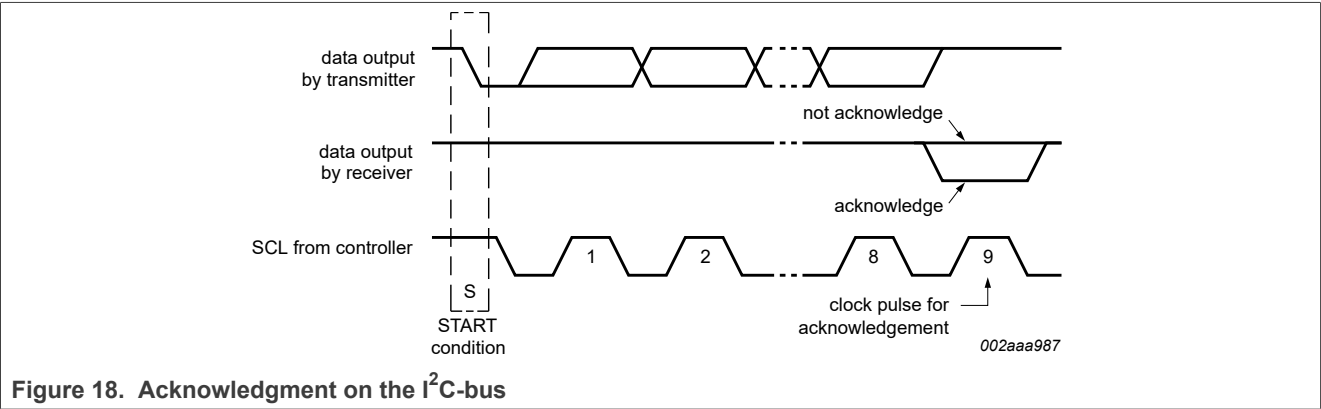 data output
by transmitter
not acknowledge
data output
by receiver
acknowledge
SCL from controller
1
2
8
9
S
START
condition
clock pulse for
acknowledgement
002aaa987
Figure 18. Acknowledgment on the I²C-bus